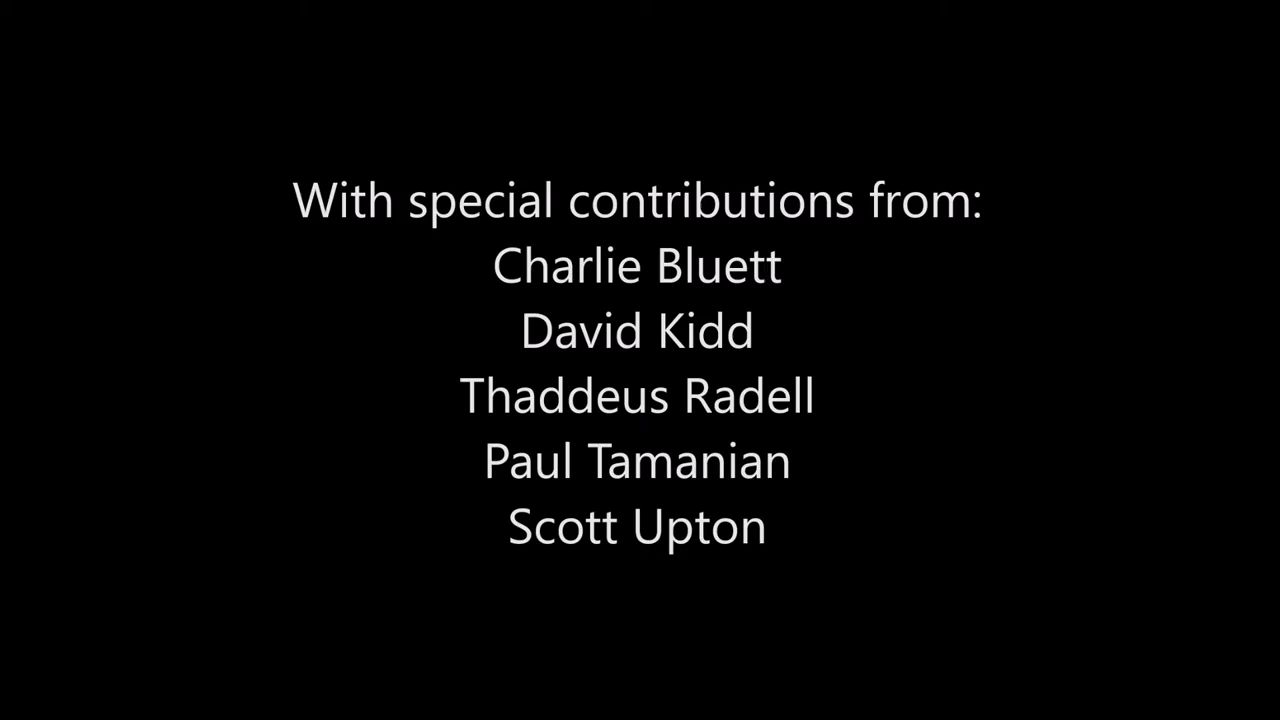 With special contributions from:
Charlie Bluett
David Kidd
Thaddeus Radell
Paul Tamanian
Scott Upton